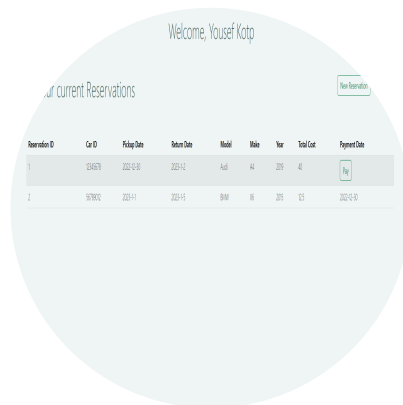 Welcome, Yousef Kotp
ur current Reservations
New Reservation
Reservation ID Car ID Pickup Date Return Date Model Make Year Total Cost Payment Date
1 12345678 2022-12-30 2023-1-2 Audi A4 2019 40 Pay
2 2023-1-1 2023-1-5 BMW X6 2015 12.5 2022-12-30